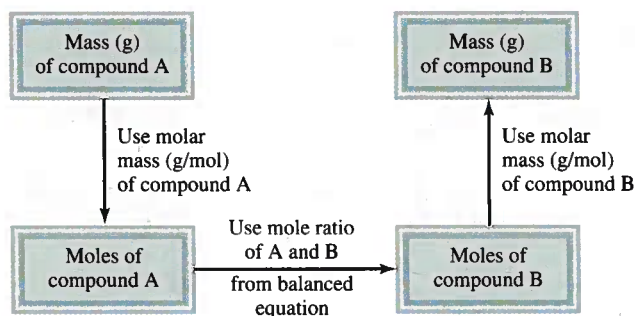 Mass (g)
of compound A
Mass (g)
of compound B
Use molar
mass (g/mol)
of compound A
Use molar
mass (g/mol)
of compound B
Moles of
compound A
Use mole ratio
of A and B
from balanced
equation
Moles of
compound B